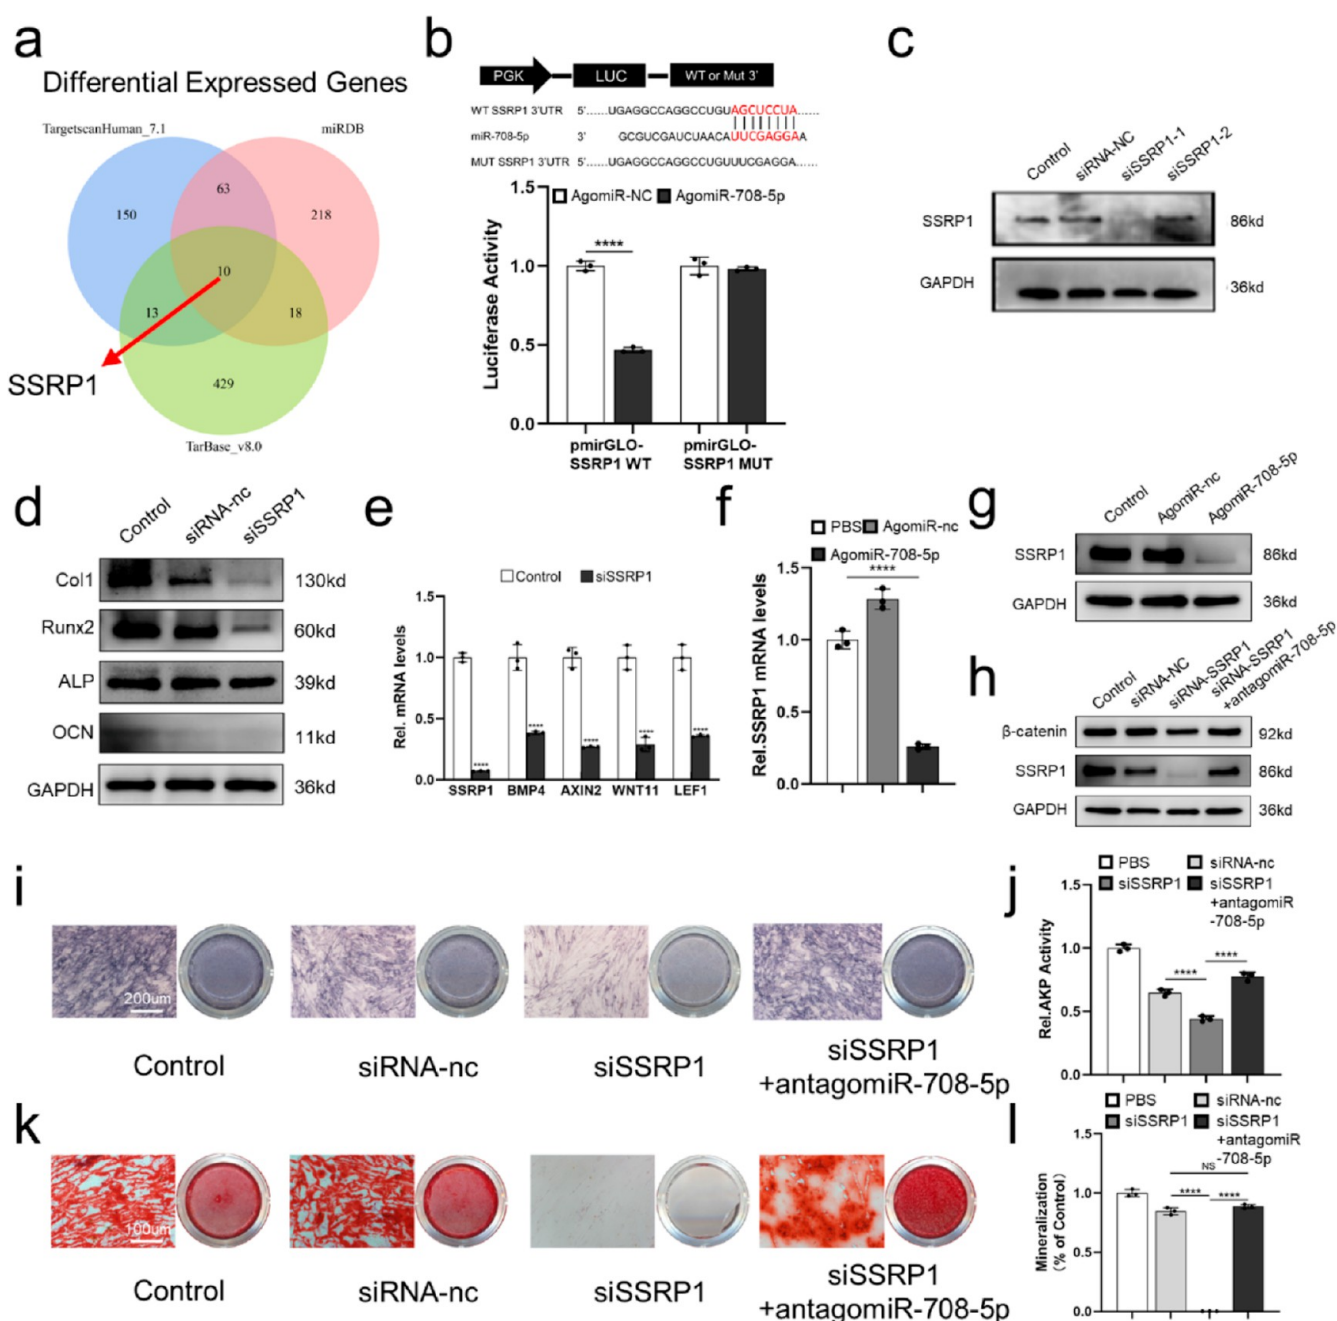 a
Differential Expressed Genes
TargetscanHuman_7.1
miRDB
63
150
218
10
13
18
SSRP1
429
TarBase_v8.0
b
PGK
LUC
WT or Mut 3'
WT SSRP1 3'UTR 5'......UGAGGCCAGGCCUGUAGCUCCUA......
miR-708-5p 3' GCGUCGAUCUAACAUUCGAGGAA
MUT SSRP1 3'UTR 5'......UGAGGCCAGGCCUGUUUCGAGGA......
AgomiR-NC AgomiR-708-5p
Luciferase Activity
1.5
1.0
0.5
0.0
****
pmirGLO-
SSRP1 WT
pmirGLO-
SSRP1 MUT
c
Control
siRNA-NC
siSSRP1-1
siSSRP1-2
SSRP1
86kd
GAPDH
36kd
d
Control
siRNA-nc
siSSRP1
Col1
130kd
Runx2
60kd
ALP
39kd
OCN
11kd
GAPDH
36kd
e
Control siSSRP1
Rel. mRNA levels
1.5
1.0
0.5
0.0
****
****
****
****
****
SSRP1 BMP4 AXIN2 WNT11 LEF1
f
PBS AgomiR-nc
AgomiR-708-5p
Rel.SSRP1 mRNA levels
1.5
1.0
0.5
0.0
****
g
Control
AgomiR-nc
AgomiR-708-5p
SSRP1
86kd
GAPDH
36kd
h
Control
siRNA-NC
siRNA-SSRP1
siRNA-SSRP1
+antagomiR-708-5p
β-catenin
92kd
SSRP1
86kd
GAPDH
36kd
i
200um
Control
siRNA-nc
siSSRP1
siSSRP1
+antagomiR-708-5p
j
PBS siRNA-nc
siSSRP1 siSSRP1
+antagomiR
-708-5p
Rel.AKP Activity
1.5
1.0
0.5
0.0
****
****
k
100um
Control
siRNA-nc
siSSRP1
siSSRP1
+antagomiR-708-5p
l
PBS siRNA-nc
siSSRP1 siSSRP1
+antagomiR
-708-5p
Mineralization
(% of Control)
1.5
1.0
0.5
0.0
NS
****
****